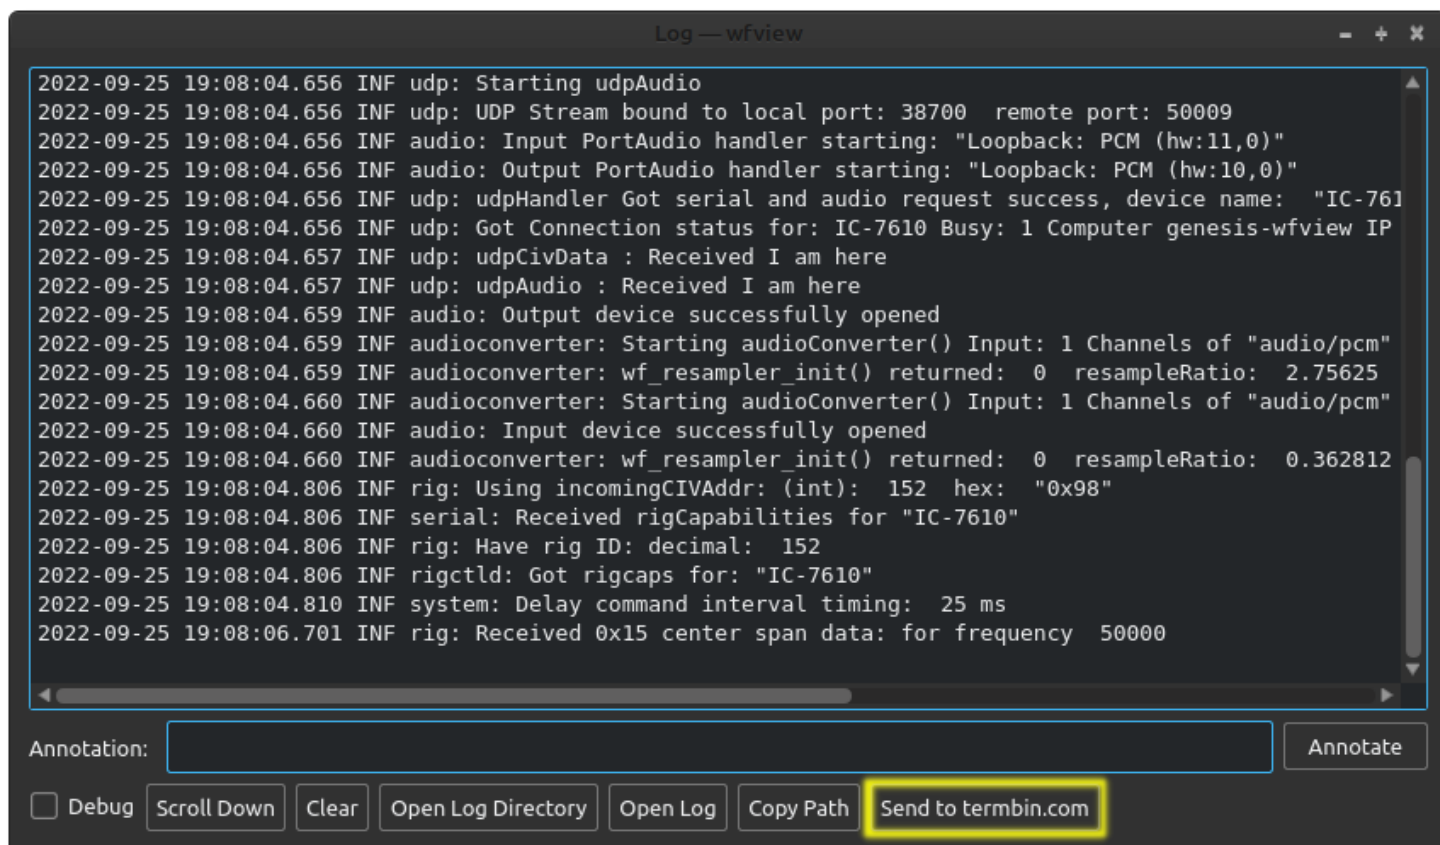 Log — wfview
2022-09-25 19:08:04.656 INF udp: Starting udpAudio
2022-09-25 19:08:04.656 INF udp: UDP Stream bound to local port: 38700  remote port: 50009
2022-09-25 19:08:04.656 INF audio: Input PortAudio handler starting: "Loopback: PCM (hw:11,0)"
2022-09-25 19:08:04.656 INF audio: Output PortAudio handler starting: "Loopback: PCM (hw:10,0)"
2022-09-25 19:08:04.656 INF udp: udpHandler Got serial and audio request success, device name:  "IC-761
2022-09-25 19:08:04.656 INF udp: Got Connection status for: IC-7610 Busy: 1 Computer genesis-wfview IP
2022-09-25 19:08:04.657 INF udp: udpCivData : Received I am here
2022-09-25 19:08:04.657 INF udp: udpAudio : Received I am here
2022-09-25 19:08:04.659 INF audio: Output device successfully opened
2022-09-25 19:08:04.659 INF audioconverter: Starting audioConverter() Input: 1 Channels of "audio/pcm"
2022-09-25 19:08:04.659 INF audioconverter: wf_resampler_init() returned:  0  resampleRatio:  2.75625
2022-09-25 19:08:04.660 INF audioconverter: Starting audioConverter() Input: 1 Channels of "audio/pcm"
2022-09-25 19:08:04.660 INF audio: Input device successfully opened
2022-09-25 19:08:04.660 INF audioconverter: wf_resampler_init() returned:  0  resampleRatio:  0.362812
2022-09-25 19:08:04.806 INF rig: Using incomingCIVAddr: (int):  152  hex:  "0x98"
2022-09-25 19:08:04.806 INF serial: Received rigCapabilities for "IC-7610"
2022-09-25 19:08:04.806 INF rig: Have rig ID: decimal:  152
2022-09-25 19:08:04.806 INF rigctld: Got rigcaps for: "IC-7610"
2022-09-25 19:08:04.810 INF system: Delay command interval timing:  25 ms
2022-09-25 19:08:06.701 INF rig: Received 0x15 center span data: for frequency  50000
Annotation: Annotate
Debug Scroll Down Clear Open Log Directory Open Log Copy Path Send to termbin.com